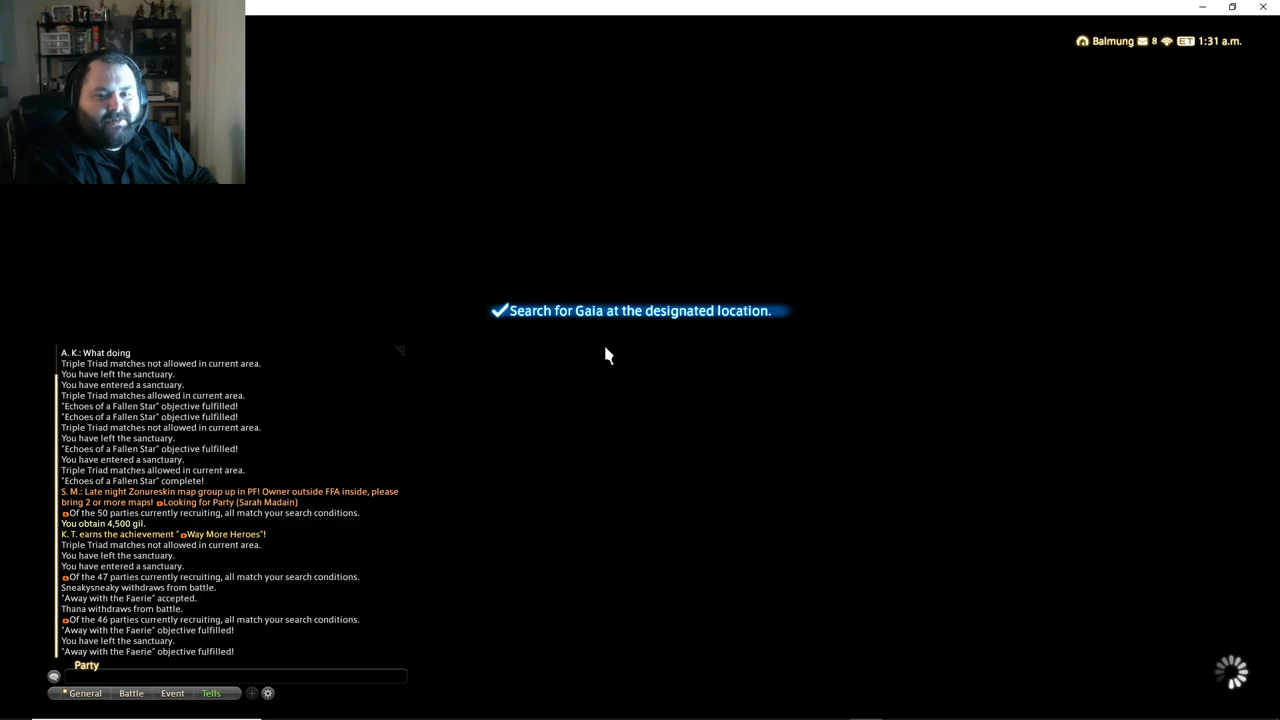 Balmung 8 ET 1:31 a.m.
Search for Gaia at the designated location.
A. K.: What doing
Triple Triad matches not allowed in current area.
You have left the sanctuary.
You have entered a sanctuary.
Triple Triad matches allowed in current area.
"Echoes of a Fallen Star" objective fulfilled!
"Echoes of a Fallen Star" objective fulfilled!
Triple Triad matches not allowed in current area.
You have left the sanctuary.
"Echoes of a Fallen Star" objective fulfilled!
You have entered a sanctuary.
Triple Triad matches allowed in current area.
"Echoes of a Fallen Star" complete!
S. M.: Late night Zonureskin map group up in PF! Owner outside FFA inside, please
bring 2 or more maps! Looking for Party (Sarah Madain)
Of the 50 parties currently recruiting, all match your search conditions.
You obtain 4,500 gil.
K. T. earns the achievement "Way More Heroes"!
Triple Triad matches not allowed in current area.
You have left the sanctuary.
You have entered a sanctuary.
Of the 47 parties currently recruiting, all match your search conditions.
Sneakysneaky withdraws from battle.
"Away with the Faerie" accepted.
Thana withdraws from battle.
Of the 46 parties currently recruiting, all match your search conditions.
"Away with the Faerie" objective fulfilled!
You have left the sanctuary.
"Away with the Faerie" objective fulfilled!
Party
General Battle Event Tells